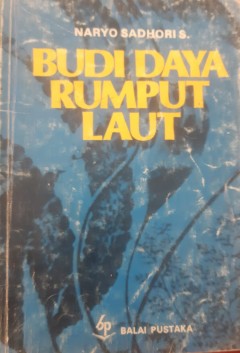 NARYO SADHORI S.
BUDI DAYA
RUMPUT
LAUT
bp
BALAI PUSTAKA